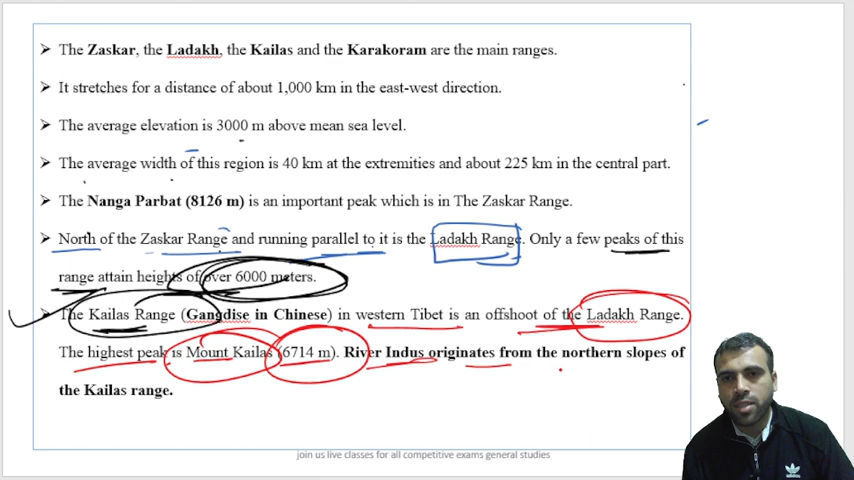 ➤ The Zaskar, the Ladakh, the Kailas and the Karakoram are the main ranges.
➤ It stretches for a distance of about 1,000 km in the east-west direction.
➤ The average elevation is 3000 m above mean sea level.
➤ The average width of this region is 40 km at the extremities and about 225 km in the central part.
➤ The Nanga Parbat (8126 m) is an important peak which is in The Zaskar Range.
➤ North of the Zaskar Range and running parallel to it is the Ladakh Range. Only a few peaks of this
range attain heights of over 6000 meters.
➤ The Kailas Range (Gangdise in Chinese) in western Tibet is an offshoot of the Ladakh Range.
The highest peak is Mount Kailas (6714 m). River Indus originates from the northern slopes of
the Kailas range.
join us live classes for all competitive exams general studies